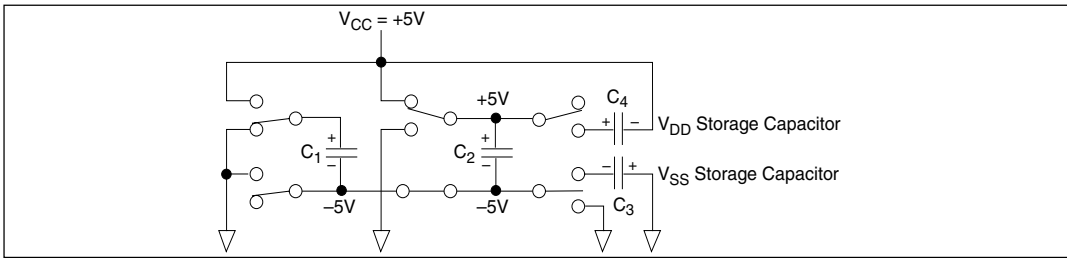 V_CC = +5V
+5V
C_4
+ −
V_DD Storage Capacitor
+
C_1
−
+
C_2
−
− +
V_SS Storage Capacitor
−5V
−5V
C_3